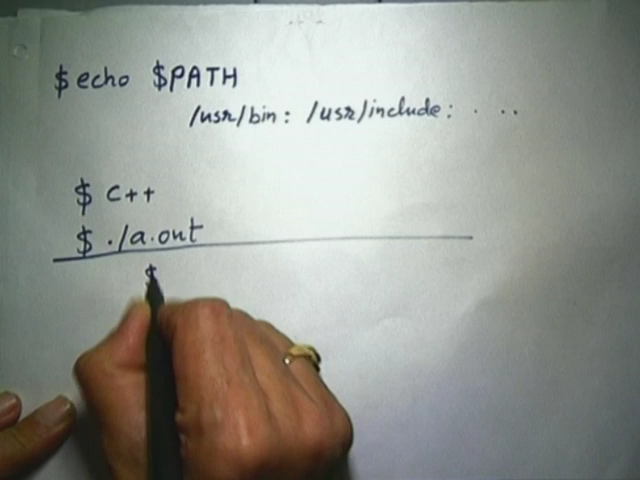 $ echo $PATH
/usr/bin: /usr/include: . ..
$ c++
$ ./a.out
$